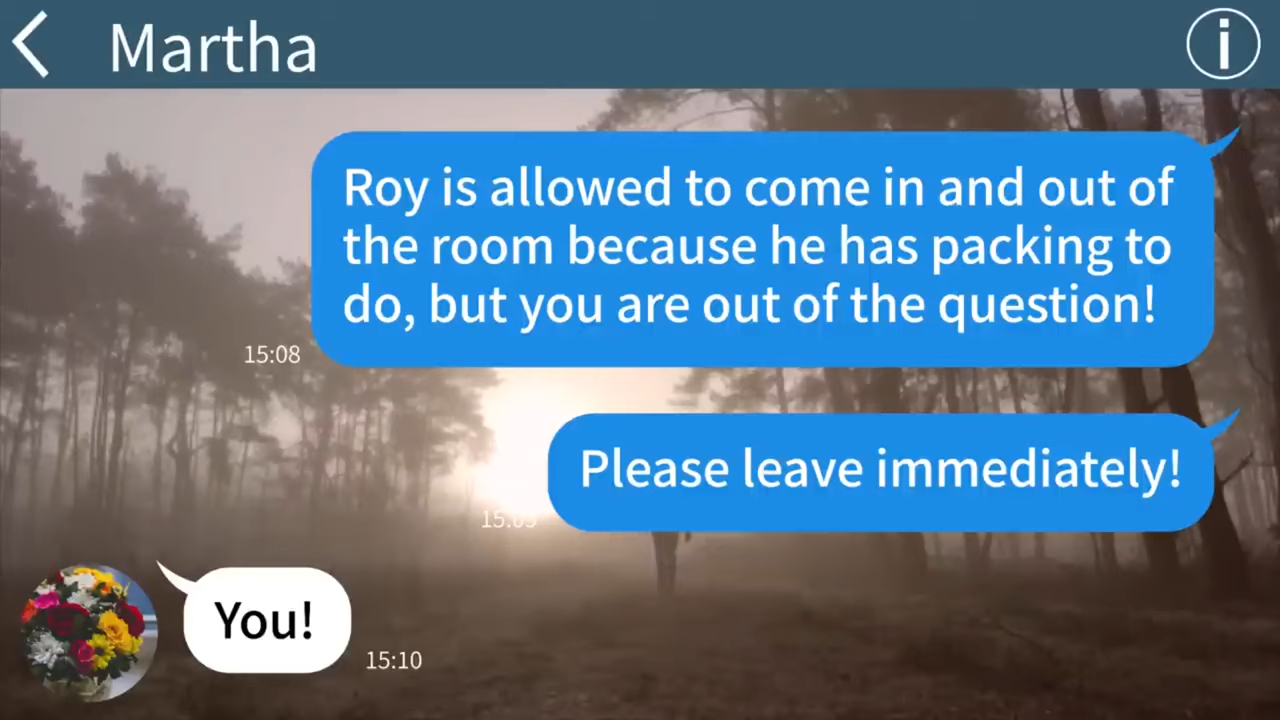 Martha
Roy is allowed to come in and out of
the room because he has packing to
do, but you are out of the question!
15:08
Please leave immediately!
You!
15:10